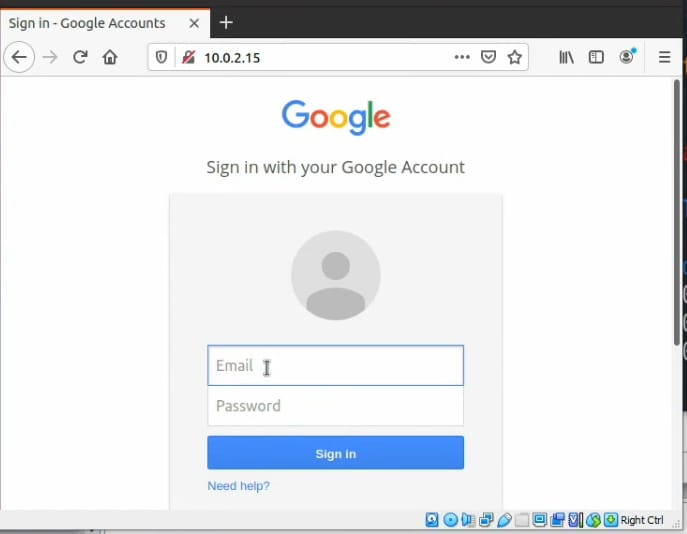 Sign in - Google Accounts
10.0.2.15
Google
Sign in with your Google Account
Email
Password
Sign in
Need help?
Right Ctrl